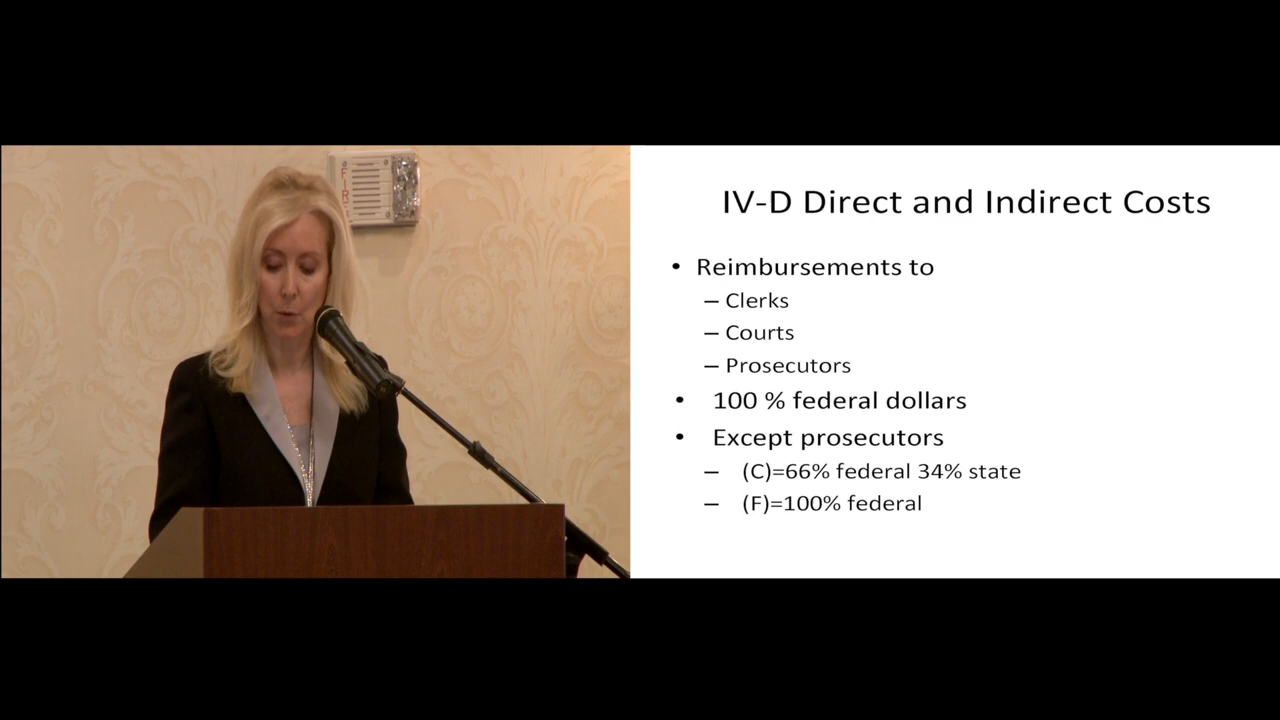 FIRE
IV-D Direct and Indirect Costs
• Reimbursements to
– Clerks
– Courts
– Prosecutors
• 100 % federal dollars
• Except prosecutors
– (C)=66% federal 34% state
– (F)=100% federal